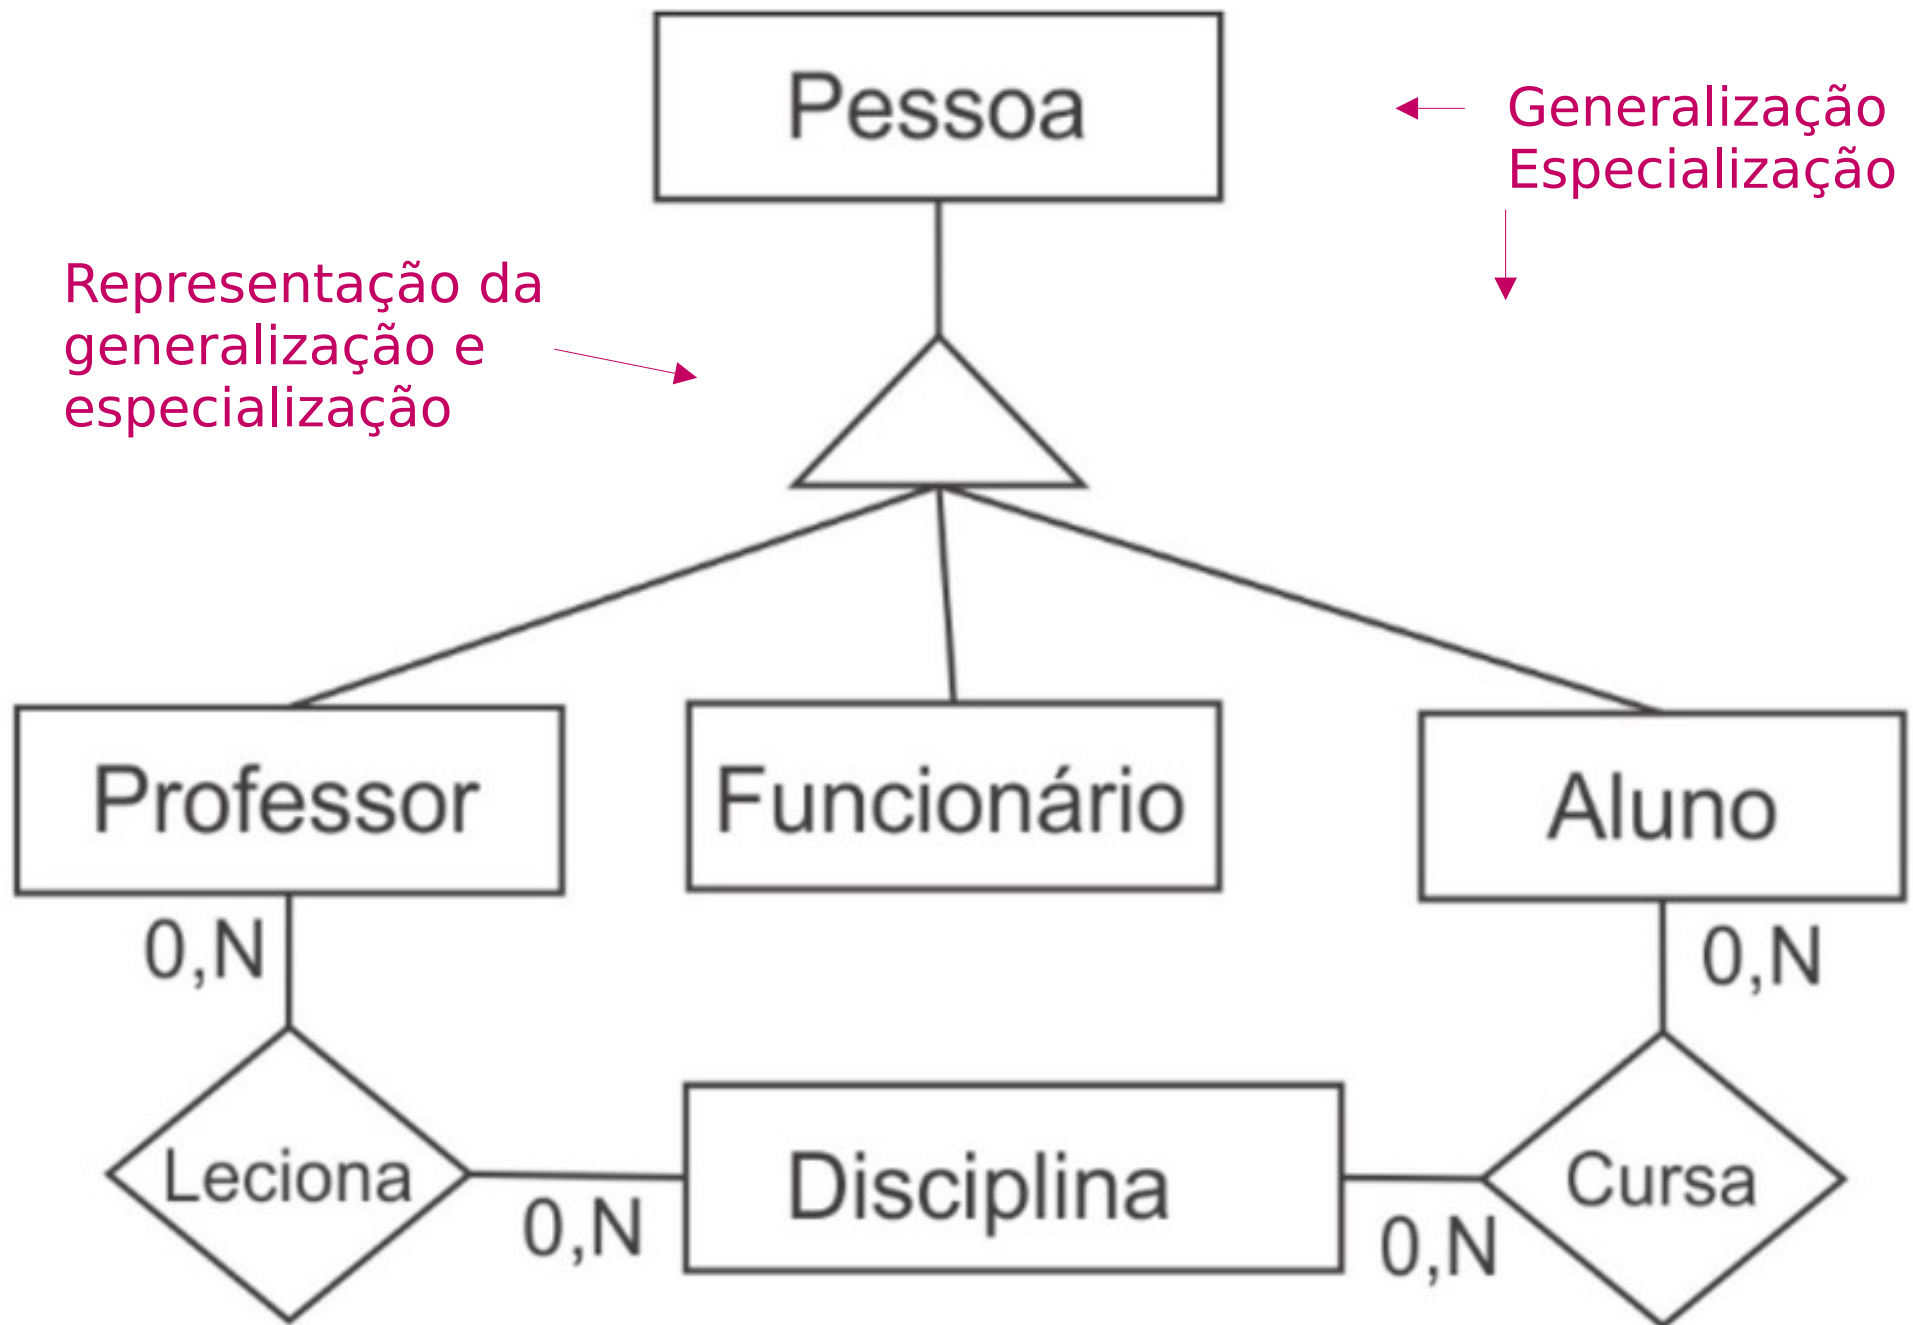 Pessoa
Generalização
Especialização
Representação da
generalização e
especialização
Professor
Funcionário
Aluno
0,N
0,N
Leciona
0,N
Disciplina
0,N
Cursa